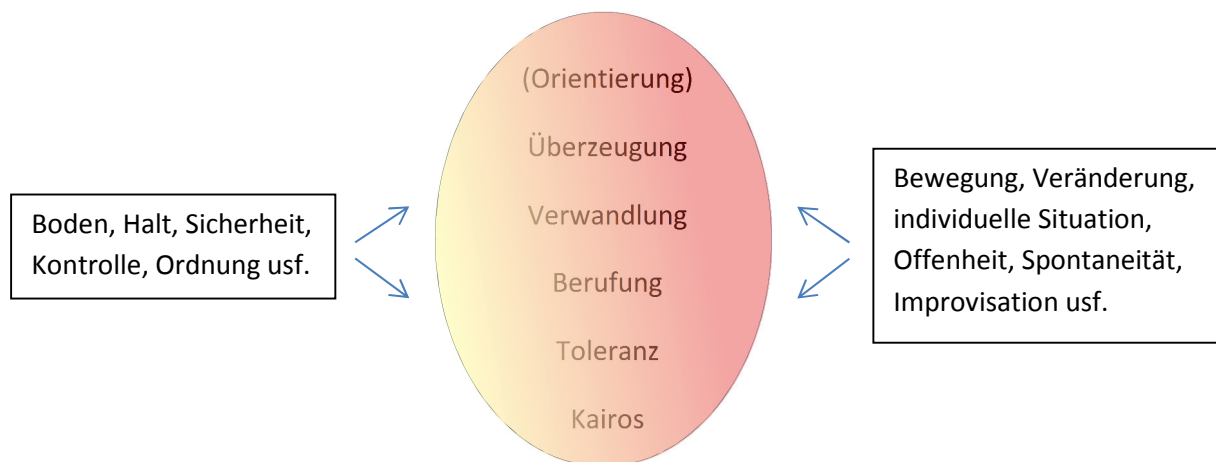 (Orientierung)
Überzeugung
Verwandlung
Berufung
Toleranz
Kairos
Boden, Halt, Sicherheit,
Kontrolle, Ordnung usf.
Bewegung, Veränderung,
individuelle Situation,
Offenheit, Spontaneität,
Improvisation usf.